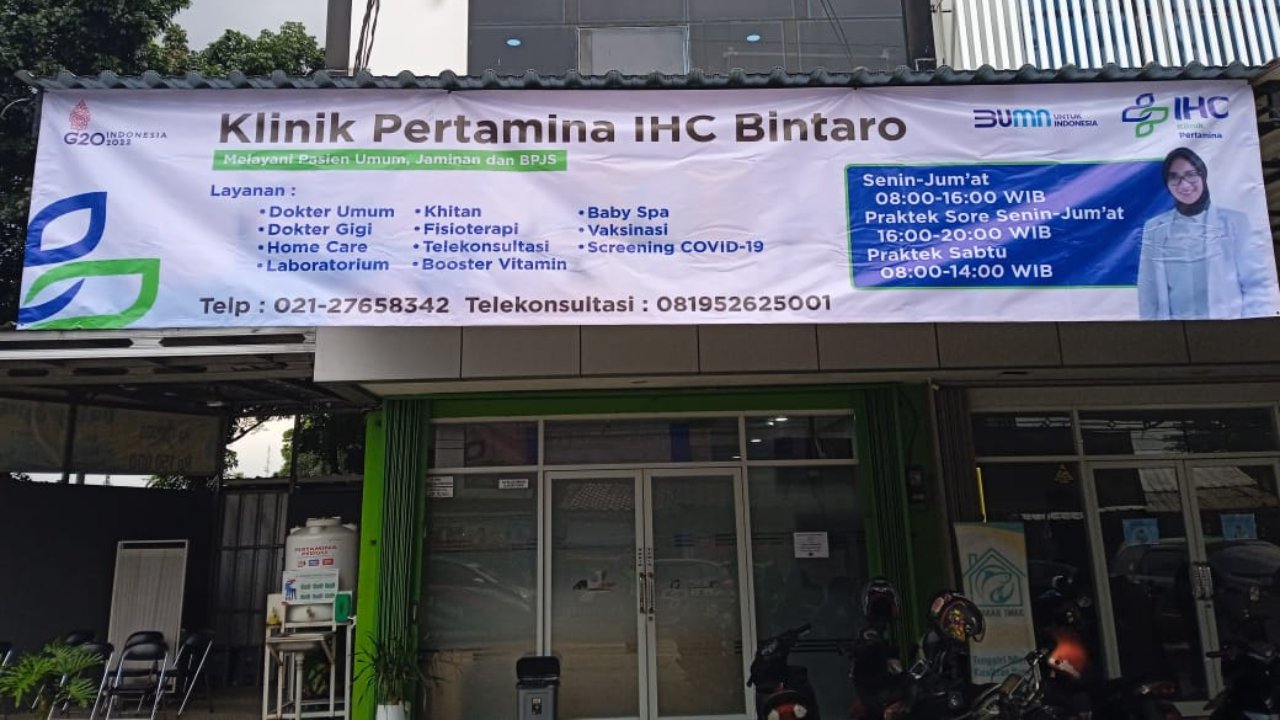 G20 INDONESIA 2022
Klinik Pertamina IHC Bintaro
BUMN UNTUK INDONESIA
IHC
Klinik
Pertamina
Melayani Pasien Umum, Jaminan dan BPJS
Layanan :
•Dokter Umum
•Dokter Gigi
•Home Care
•Laboratorium
•Khitan
•Fisioterapi
•Telekonsultasi
•Booster Vitamin
•Baby Spa
•Vaksinasi
•Screening COVID-19
Senin-Jum'at
08:00-16:00 WIB
Praktek Sore Senin-Jum'at
16:00-20:00 WIB
Praktek Sabtu
08:00-14:00 WIB
Telp : 021-27658342 Telekonsultasi : 081952625001
PERTAMINA
PEDULI